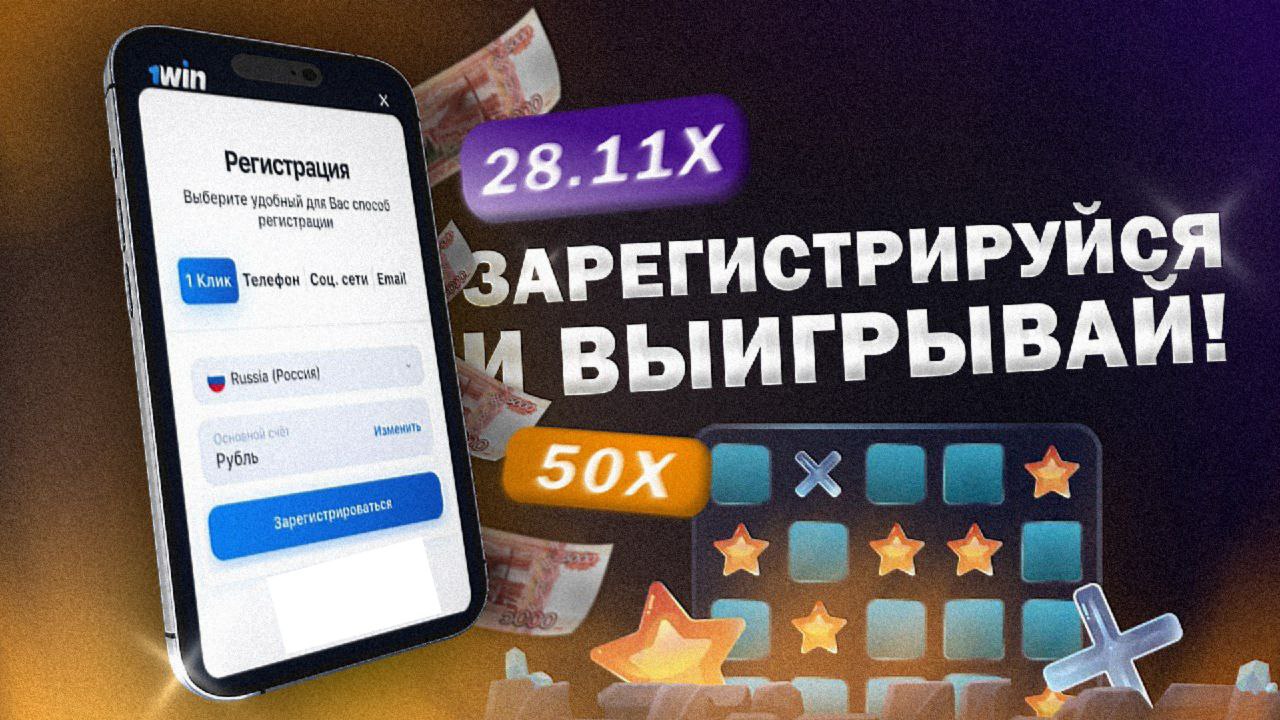 1win
X
Регистрация
Выберите удобный для Вас способ
регистрации
1 Клик Телефон Соц. сети Email
Russia (Россия)
Основной счёт
Изменить
Рубль
Зарегистрироваться
28.11X
ЗАРЕГИСТРИРУЙСЯ
И ВЫИГРЫВАЙ!
50X
5000